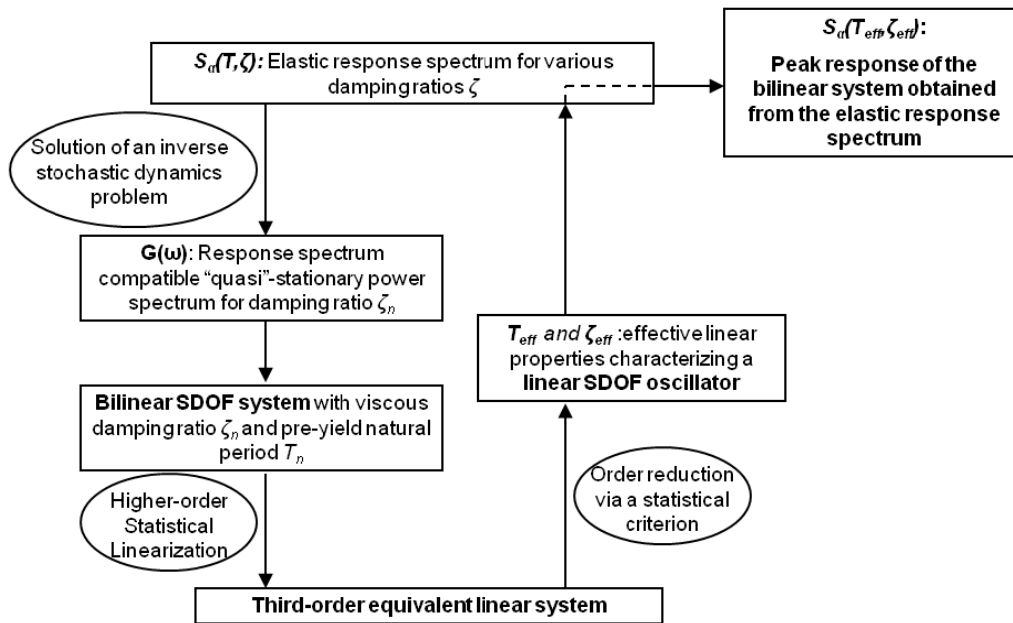 Sα(T,ζ): Elastic response spectrum for various
damping ratios ζ
Sα(Teff,ζeff):
Peak response of the
bilinear system obtained
from the elastic response
spectrum
Solution of an inverse
stochastic dynamics
problem
G(ω): Response spectrum
compatible “quasi”-stationary power
spectrum for damping ratio ζn
Teff and ζeff :effective linear
properties characterizing a
linear SDOF oscillator
Bilinear SDOF system with viscous
damping ratio ζn and pre-yield natural
period Tn
Higher-order
Statistical
Linearization
Order reduction
via a statistical
criterion
Third-order equivalent linear system